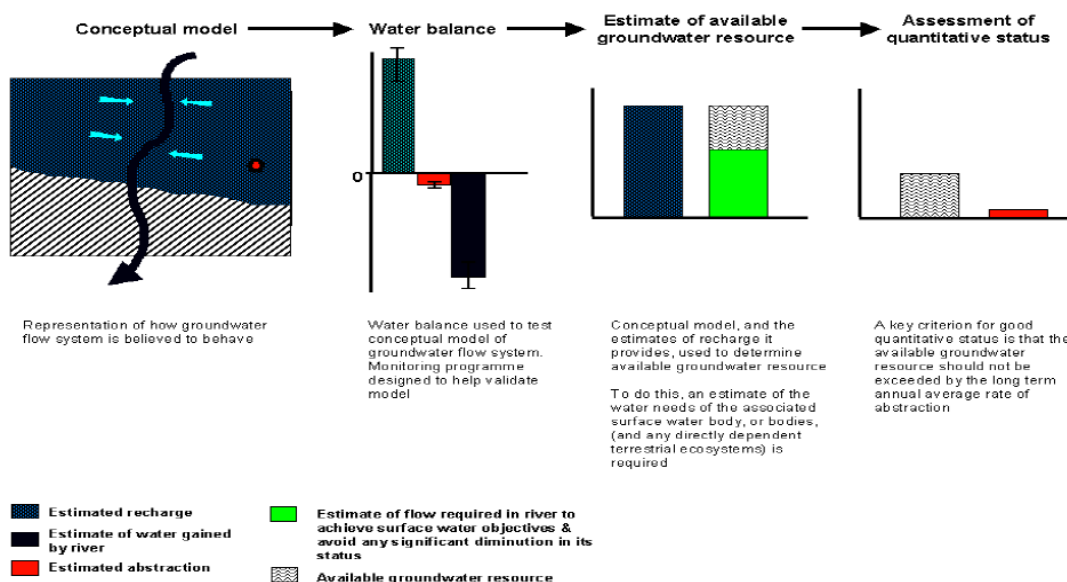 Conceptual model
Water balance
Estimate of available
groundwater resource
Assessment of
quantitative status
0
Representation of how groundwater
flow system is believed to behave
Water balance used to test
conceptual model of
groundwater flow system.
Monitoring programme
designed to help validate
model
Conceptual model, and the
estimates of recharge it
provides, used to determine
available groundwater resource
To do this, an estimate of the
water needs of the associated
surface water body, or bodies,
(and any directly dependent
terrestrial ecosystems) is
required
A key criterion for good
quantitative status is that the
available groundwater
resource should not be
exceeded by the long term
annual average rate of
abstraction
Estimated recharge
Estimate of water gained
by river
Estimated abstraction
Estimate of flow required in river to
achieve surface water objectives &
avoid any significant diminution in its
status
Available groundwater resource